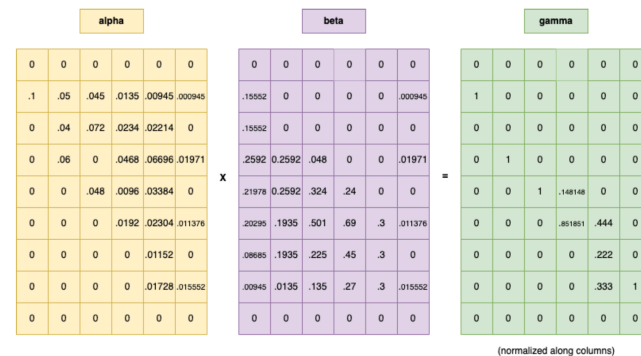 alpha beta gamma
0 0 0 0 0 0 0 0 0 0 0 0 0 0 0 0 0 0
.1 .05 .045 .0135 .00945 .000945 .15552 0 0 0 0 .000945 1 0 0 0 0 0
0 .04 .072 .0234 .02214 0 .15552 0 0 0 0 0 0 0 0 0 0 0
0 .06 0 .0468 .06696 .01971 .2592 0.2592 .048 0 0 .01971 0 1 0 0 0 0
x =
0 0 .048 .0096 .03384 0 .21978 0.2592 .324 .24 0 0 0 0 1 .148148 0 0
0 0 0 .0192 .02304 .011376 .20295 .1935 .501 .69 .3 .011376 0 0 0 .851851 .444 0
0 0 0 0 .01152 0 .08685 .1935 .225 .45 .3 0 0 0 0 0 .222 0
0 0 0 0 .01728 .015552 .00945 .0135 .135 .27 .3 .015552 0 0 0 0 .333 1
0 0 0 0 0 0 0 0 0 0 0 0 0 0 0 0 0 0
(normalized along columns)